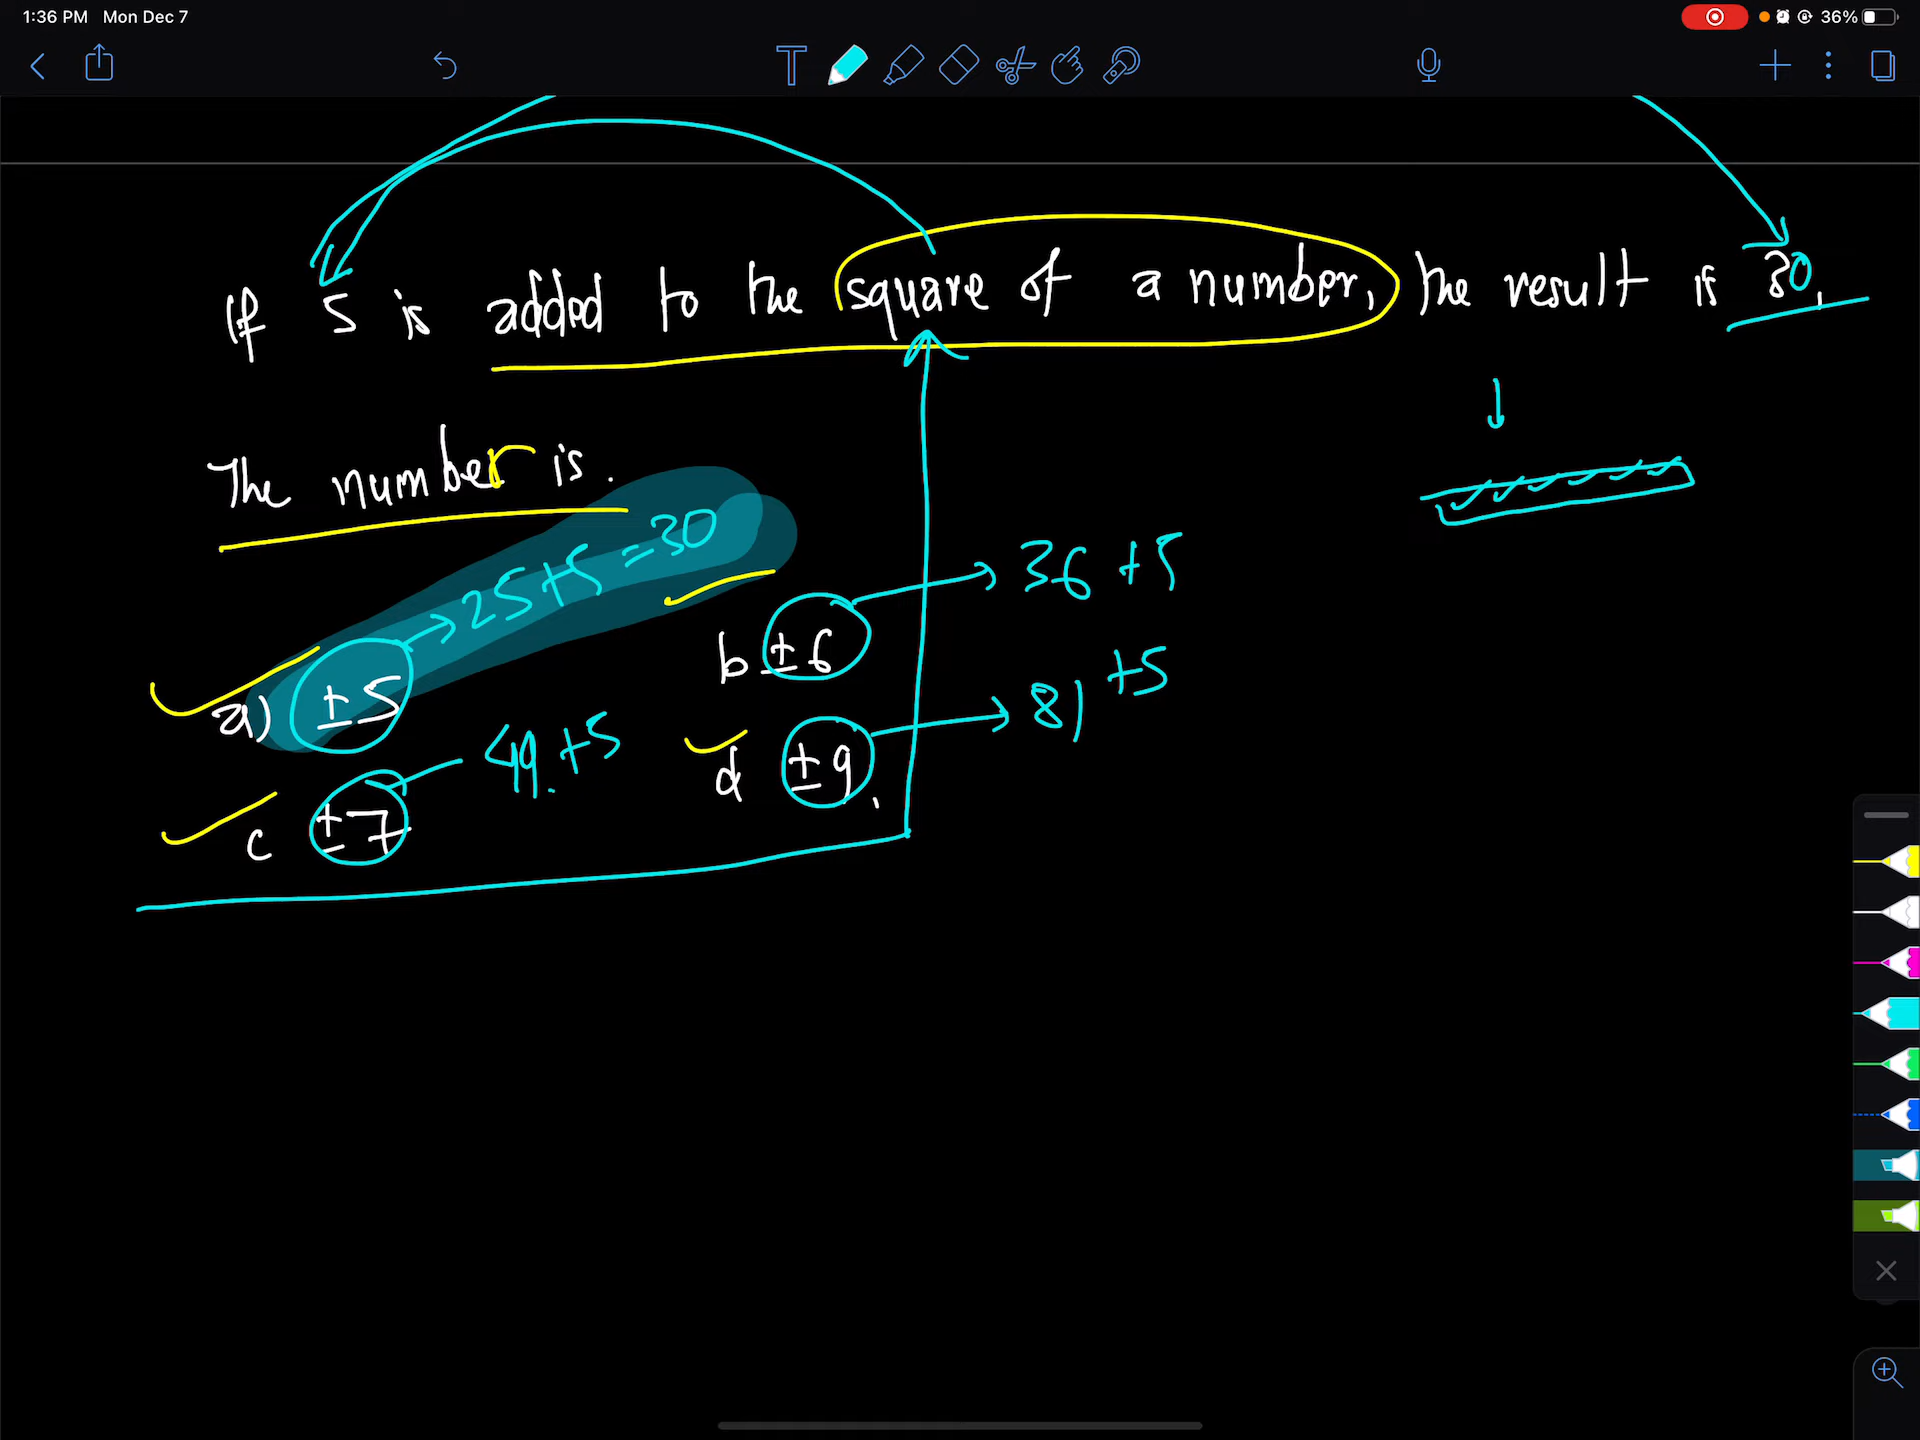 1:36 PM Mon Dec 7
36%
If 5 is added to the square of a number, the result is 30.
The number is.
→ 25+5 = 30
a) ±5
b ±6 → 36 +5
c ±7 49.+5
d ±9. → 81 +5